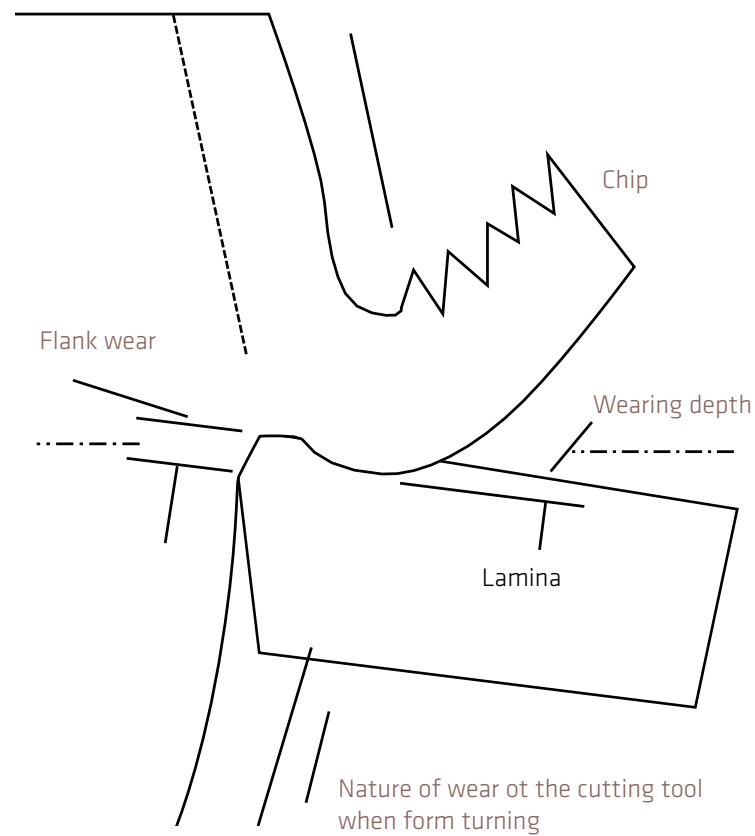 Chip
Flank wear
Wearing depth
Lamina
Nature of wear ot the cutting tool
when form turning